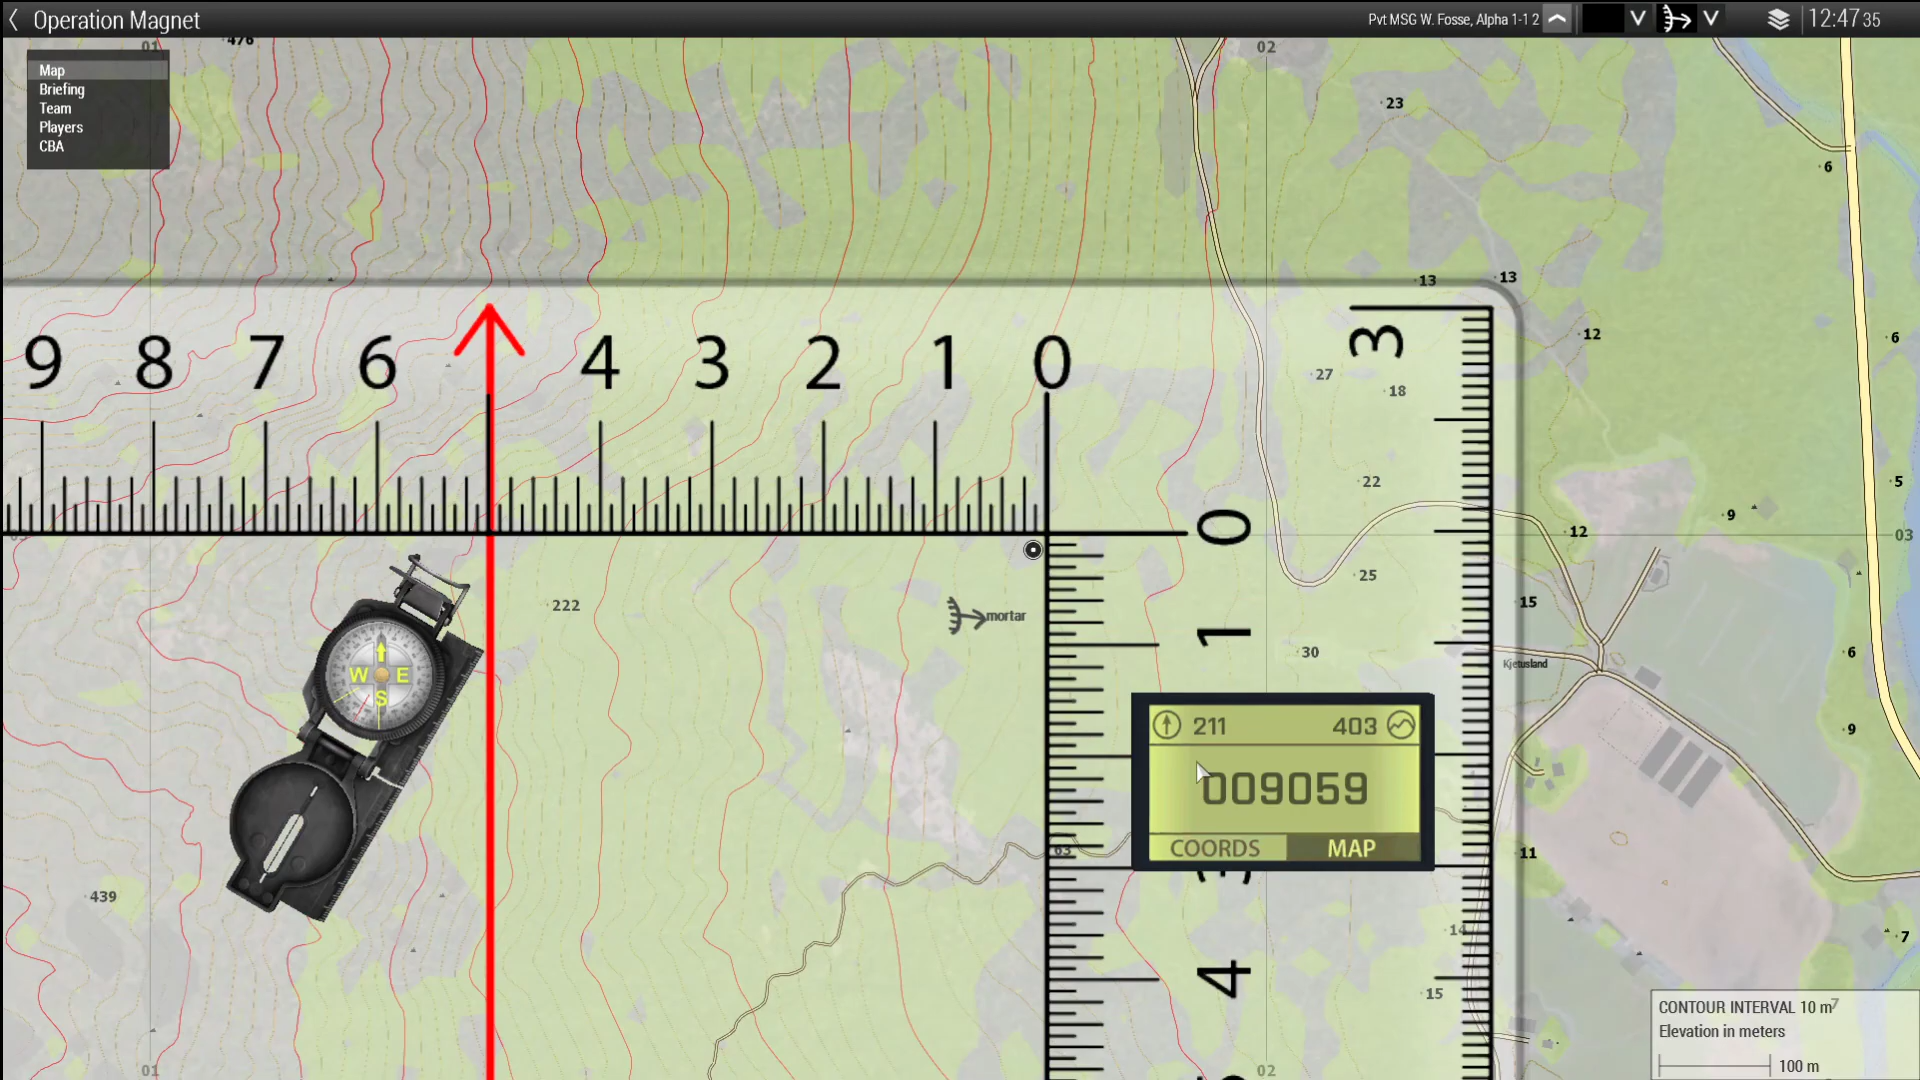 Operation Magnet
Pvt MSG W. Fosse, Alpha 1-1 2
12:47 35
Map
Briefing
Team
Players
CBA
01
476
02
23
6
13
13
12
6
9 8 7 6 4 3 2 1 0
3
27
18
22
5
9
0
12
03
25
222
mortar
15
1
30
6
Kjetusland
W E
S
211 403
009059
COORDS MAP
9
63
11
439
14
7
4
15
CONTOUR INTERVAL 10 m
7
Elevation in meters
100 m
01
02